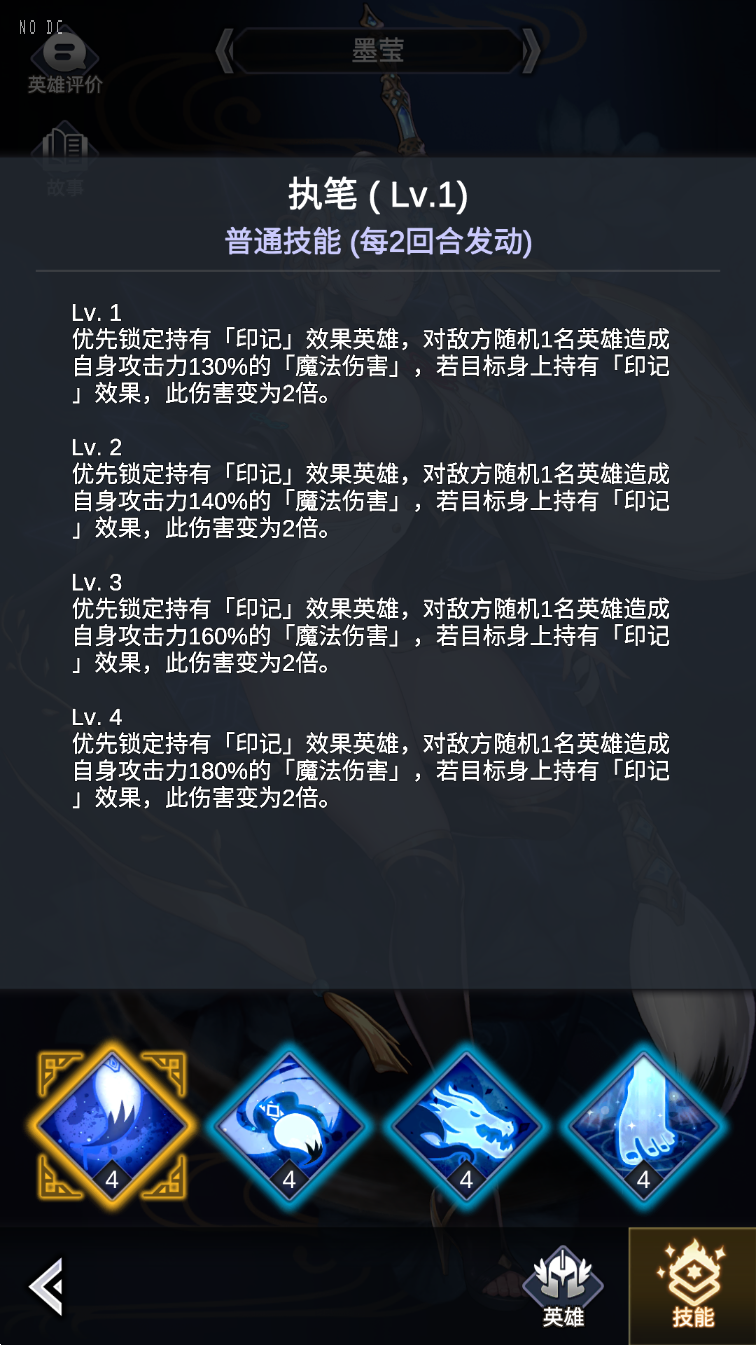 NO DC
墨莹
英雄评价
故事
执笔 ( Lv.1)
普通技能 (每2回合发动)
Lv. 1
优先锁定持有「印记」效果英雄，对敌方随机1名英雄造成
自身攻击力130%的「魔法伤害」，若目标身上持有「印记
」效果，此伤害变为2倍。
Lv. 2
优先锁定持有「印记」效果英雄，对敌方随机1名英雄造成
自身攻击力140%的「魔法伤害」，若目标身上持有「印记
」效果，此伤害变为2倍。
Lv. 3
优先锁定持有「印记」效果英雄，对敌方随机1名英雄造成
自身攻击力160%的「魔法伤害」，若目标身上持有「印记
」效果，此伤害变为2倍。
Lv. 4
优先锁定持有「印记」效果英雄，对敌方随机1名英雄造成
自身攻击力180%的「魔法伤害」，若目标身上持有「印记
」效果，此伤害变为2倍。
4 4 4 4
英雄 技能